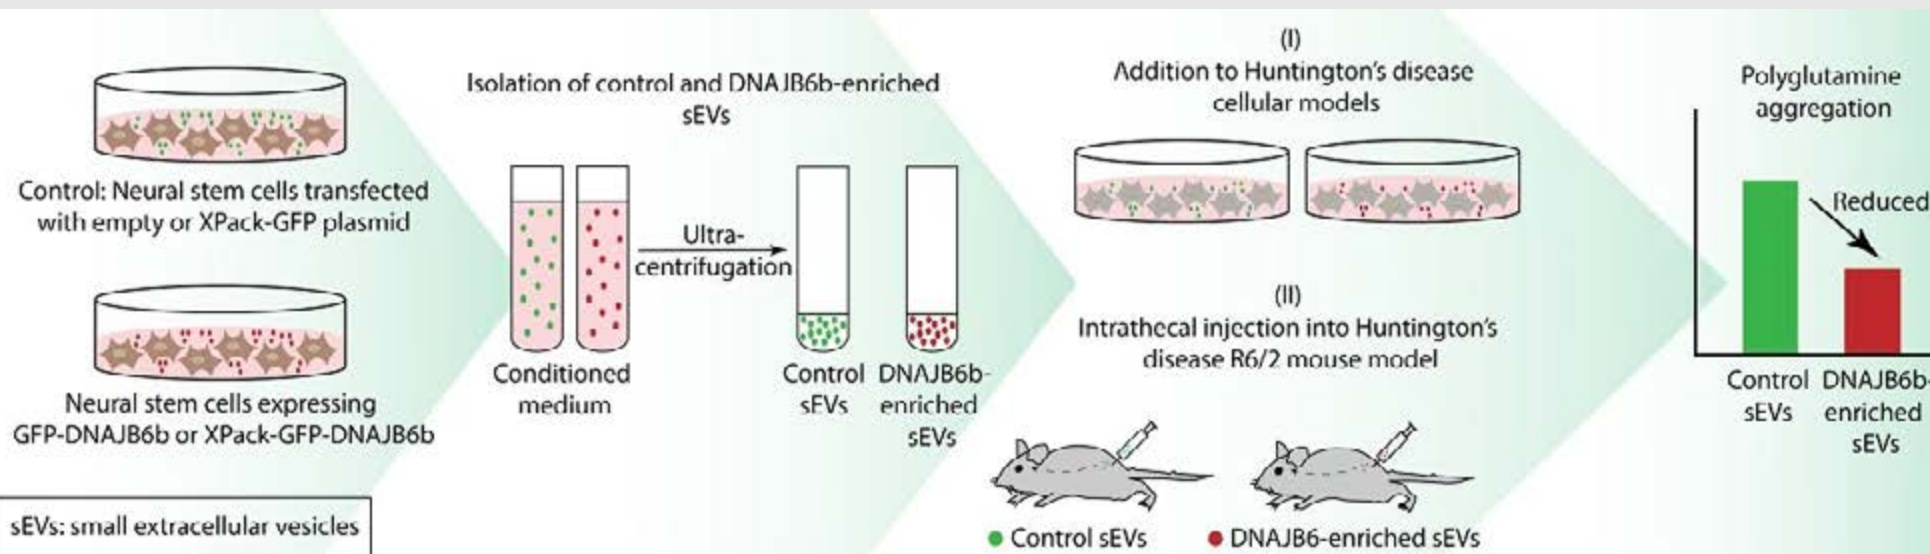 Control: Neural stem cells transfected
with empty or XPack-GFP plasmid
Neural stem cells expressing
GFP-DNAJB6b or XPack-GFP-DNAJB6b
sEVs: small extracellular vesicles
Isolation of control and DNAJB6b-enriched
sEVs
Ultra-
centrifugation
Conditioned
medium
Control
sEVs
DNAJB6b-
enriched
sEVs
(I)
Addition to Huntington's disease
cellular models
(II)
Intrathecal injection into Huntington's
disease R6/2 mouse model
Control sEVs
DNAJB6-enriched sEVs
Polyglutamine
aggregation
Reduced
Control
sEVs
DNAJB6b-
enriched
sEVs